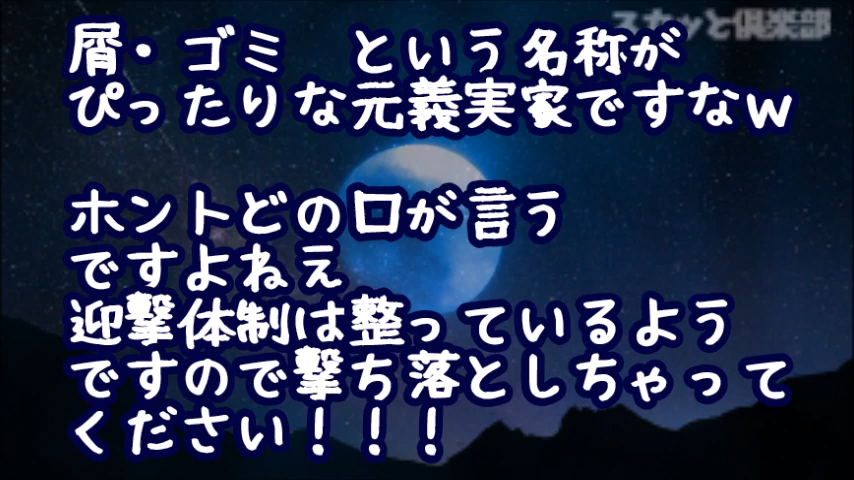 スカッと倶楽部
屑・ゴミ　という名称が
ぴったりな元義実家ですなｗ
ホントどの口が言う
ですよねえ
迎撃体制は整っているよう
ですので撃ち落としちゃって
ください！！！